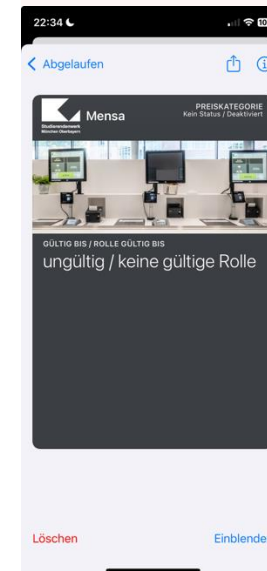 22:34
Abgelaufen
Studierendenwerk
München Oberbayern
Mensa
PREISKATEGORIE
Kein Status / Deaktiviert
GÜLTIG BIS / ROLLE GÜLTIG BIS
ungültig / keine gültige Rolle
Löschen
Einblende